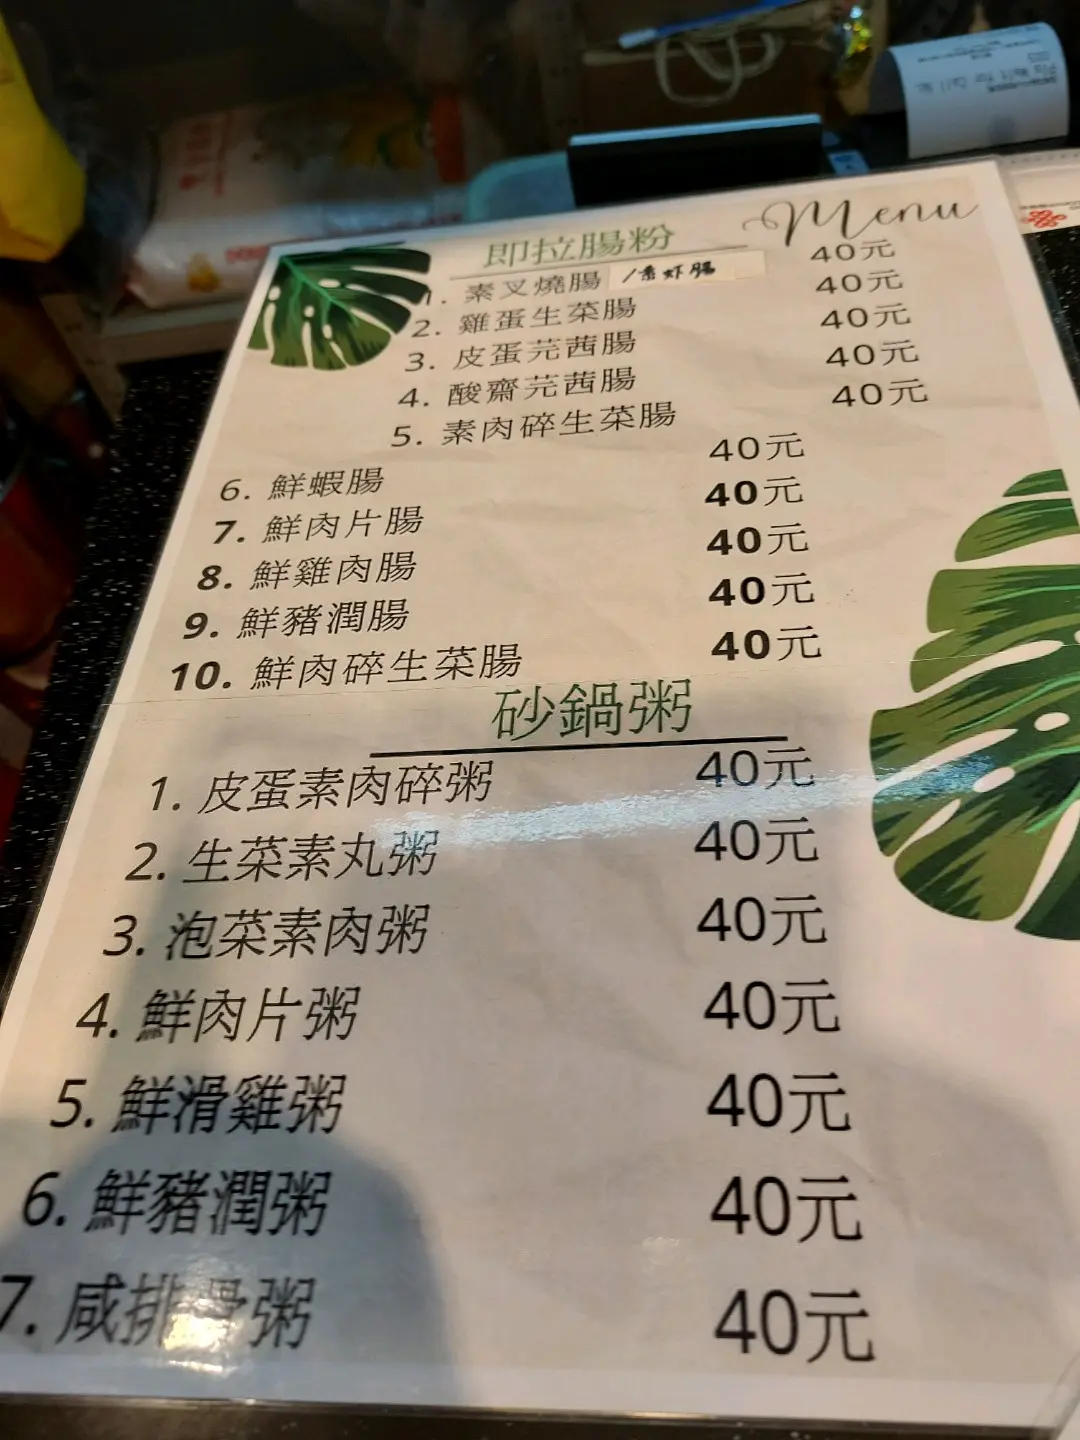 Menu
即拉腸粉
1. 素叉燒腸 /素虾腸 40元
2. 雞蛋生菜腸 40元
3. 皮蛋芫茜腸 40元
4. 酸齋芫茜腸 40元
5. 素肉碎生菜腸 40元
6. 鮮蝦腸 40元
7. 鮮肉片腸 40元
8. 鮮雞肉腸 40元
9. 鮮豬潤腸 40元
10. 鮮肉碎生菜腸 40元
砂鍋粥
1. 皮蛋素肉碎粥 40元
2. 生菜素丸粥 40元
3. 泡菜素肉粥 40元
4. 鮮肉片粥 40元
5. 鮮滑雞粥 40元
6. 鮮豬潤粥 40元
7. 咸排骨粥 40元